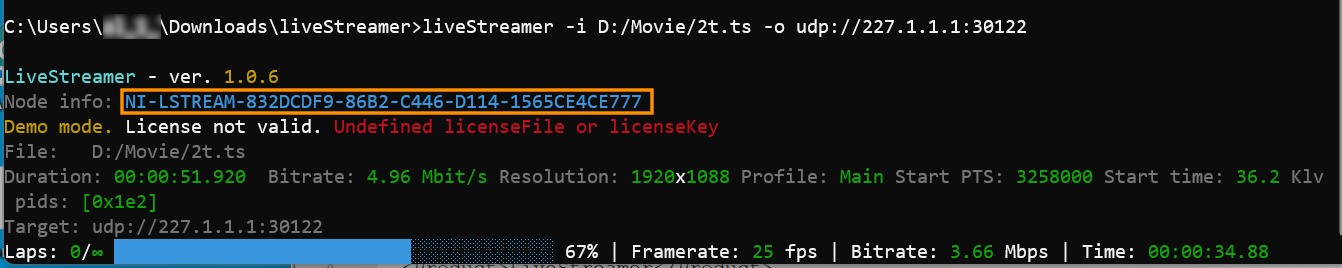 C:\Users\ \Downloads\liveStreamer>liveStreamer -i D:/Movie/2t.ts -o udp://227.1.1.1:30122
LiveStreamer - ver. 1.0.6
Node info: NI-LSTREAM-832DCDF9-86B2-C446-D114-1565CE4CE777
Demo mode. License not valid. Undefined licenseFile or licenseKey
File:   D:/Movie/2t.ts
Duration: 00:00:51.920  Bitrate: 4.96 Mbit/s Resolution: 1920x1088 Profile: Main Start PTS: 3258000 Start time: 36.2 Klv
pids: [0x1e2]
Target: udp://227.1.1.1:30122
Laps: 0/∞ 67% | Framerate: 25 fps | Bitrate: 3.66 Mbps | Time: 00:00:34.88